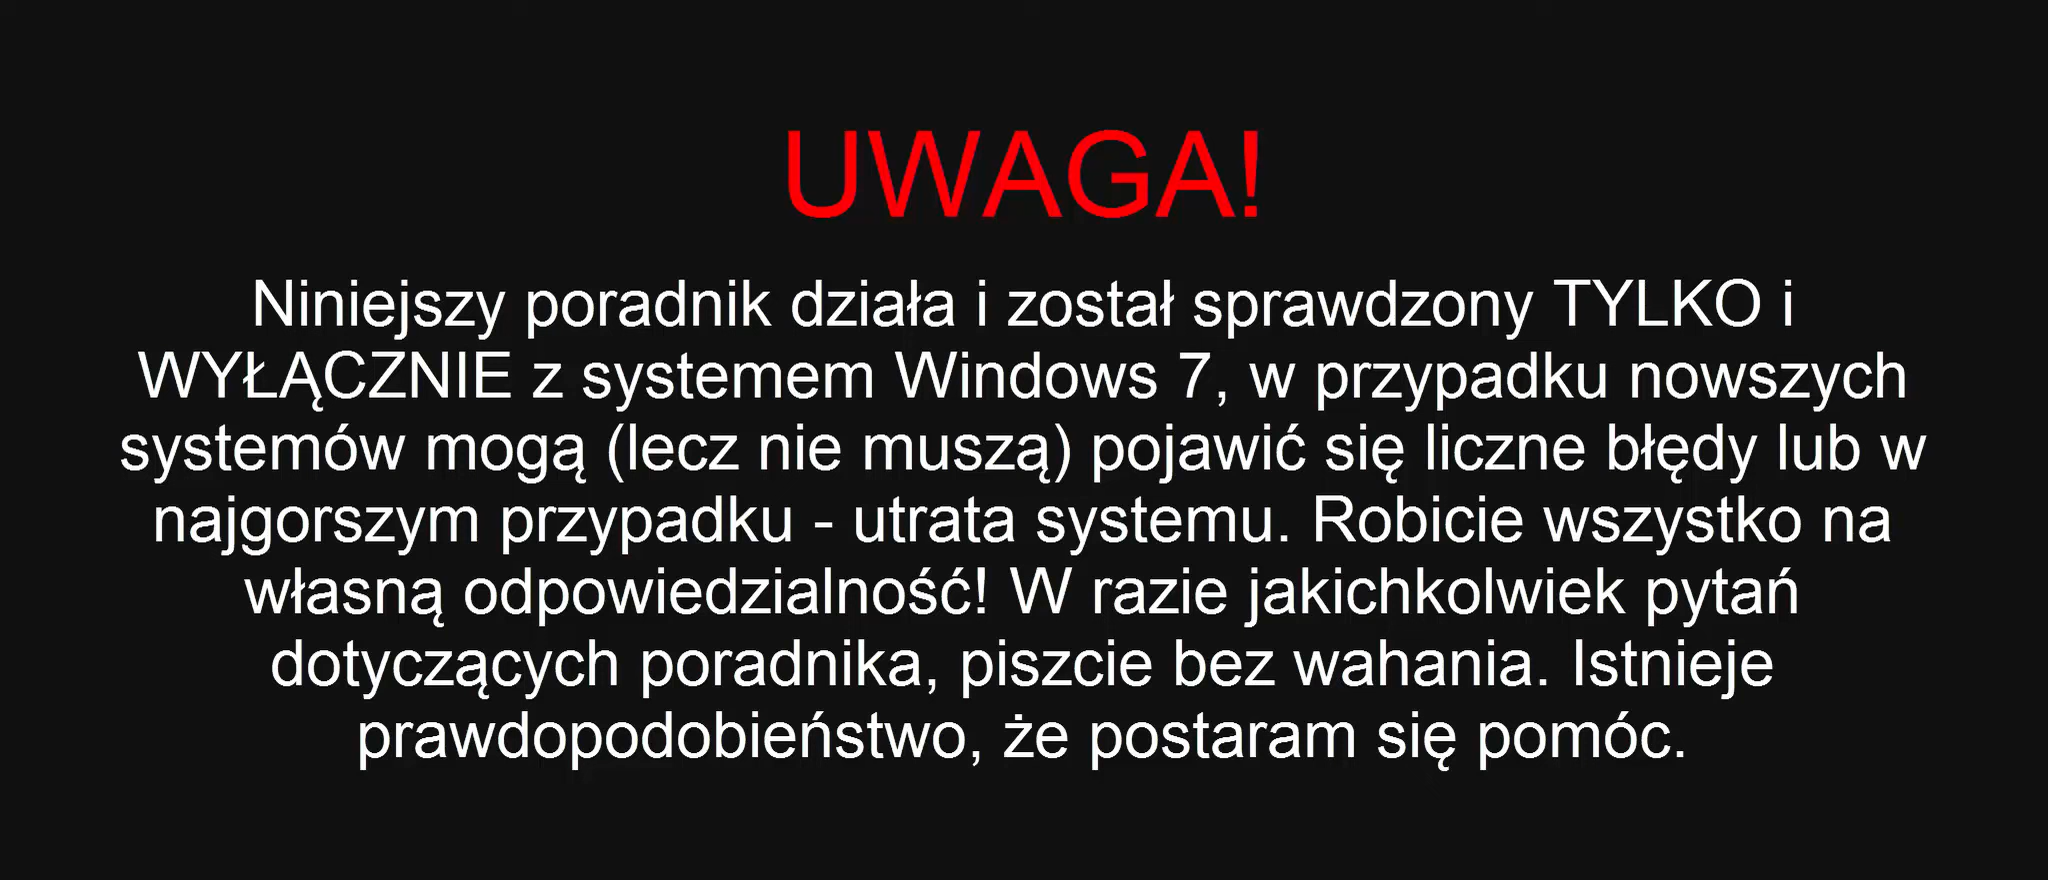 UWAGA!
Niniejszy poradnik działa i został sprawdzony TYLKO i
WYŁĄCZNIE z systemem Windows 7, w przypadku nowszych
systemów mogą (lecz nie muszą) pojawić się liczne błędy lub w
najgorszym przypadku - utrata systemu. Robicie wszystko na
własną odpowiedzialność! W razie jakichkolwiek pytań
dotyczących poradnika, piszcie bez wahania. Istnieje
prawdopodobieństwo, że postaram się pomóc.